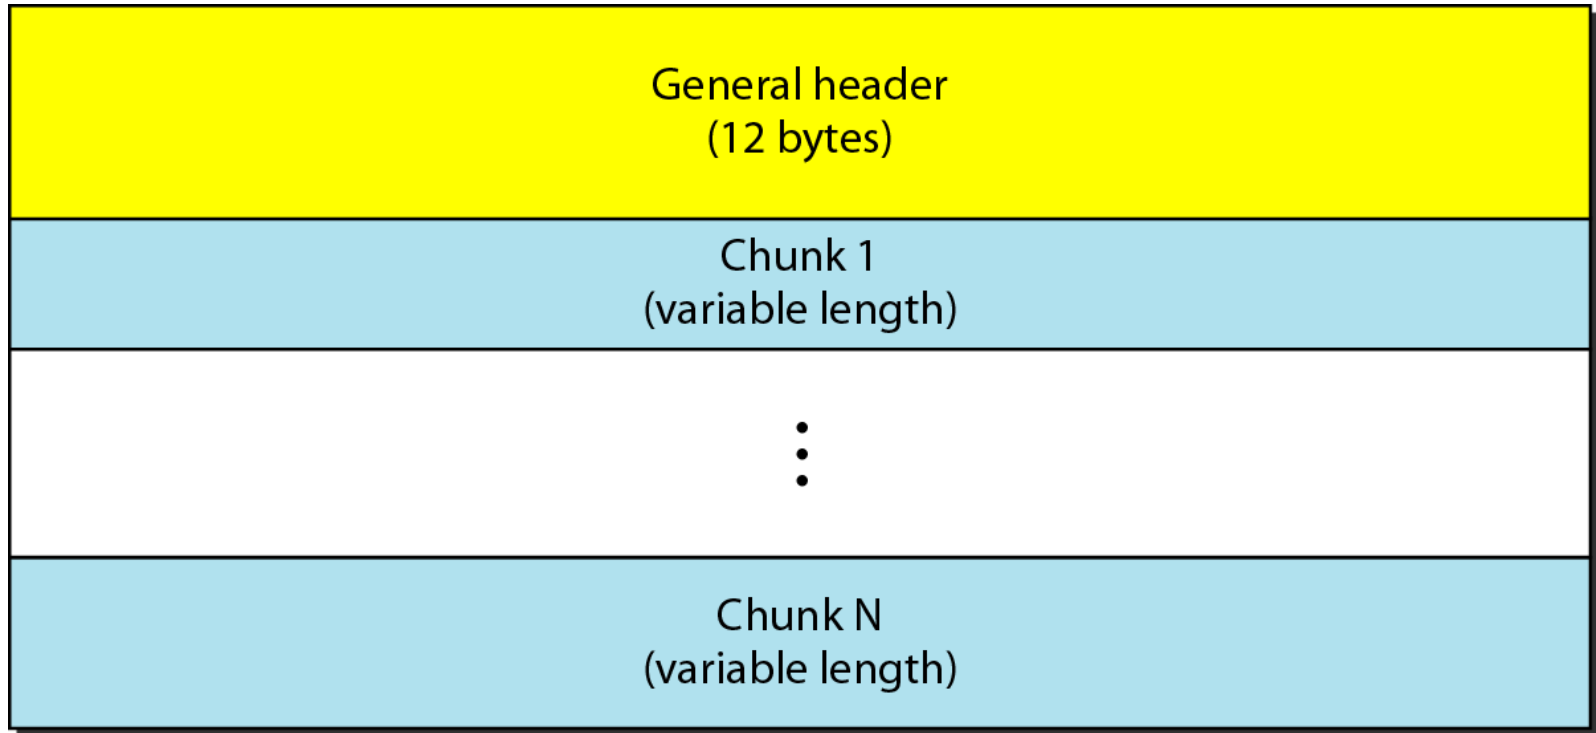 General header
(12 bytes)
Chunk 1
(variable length)
Chunk N
(variable length)